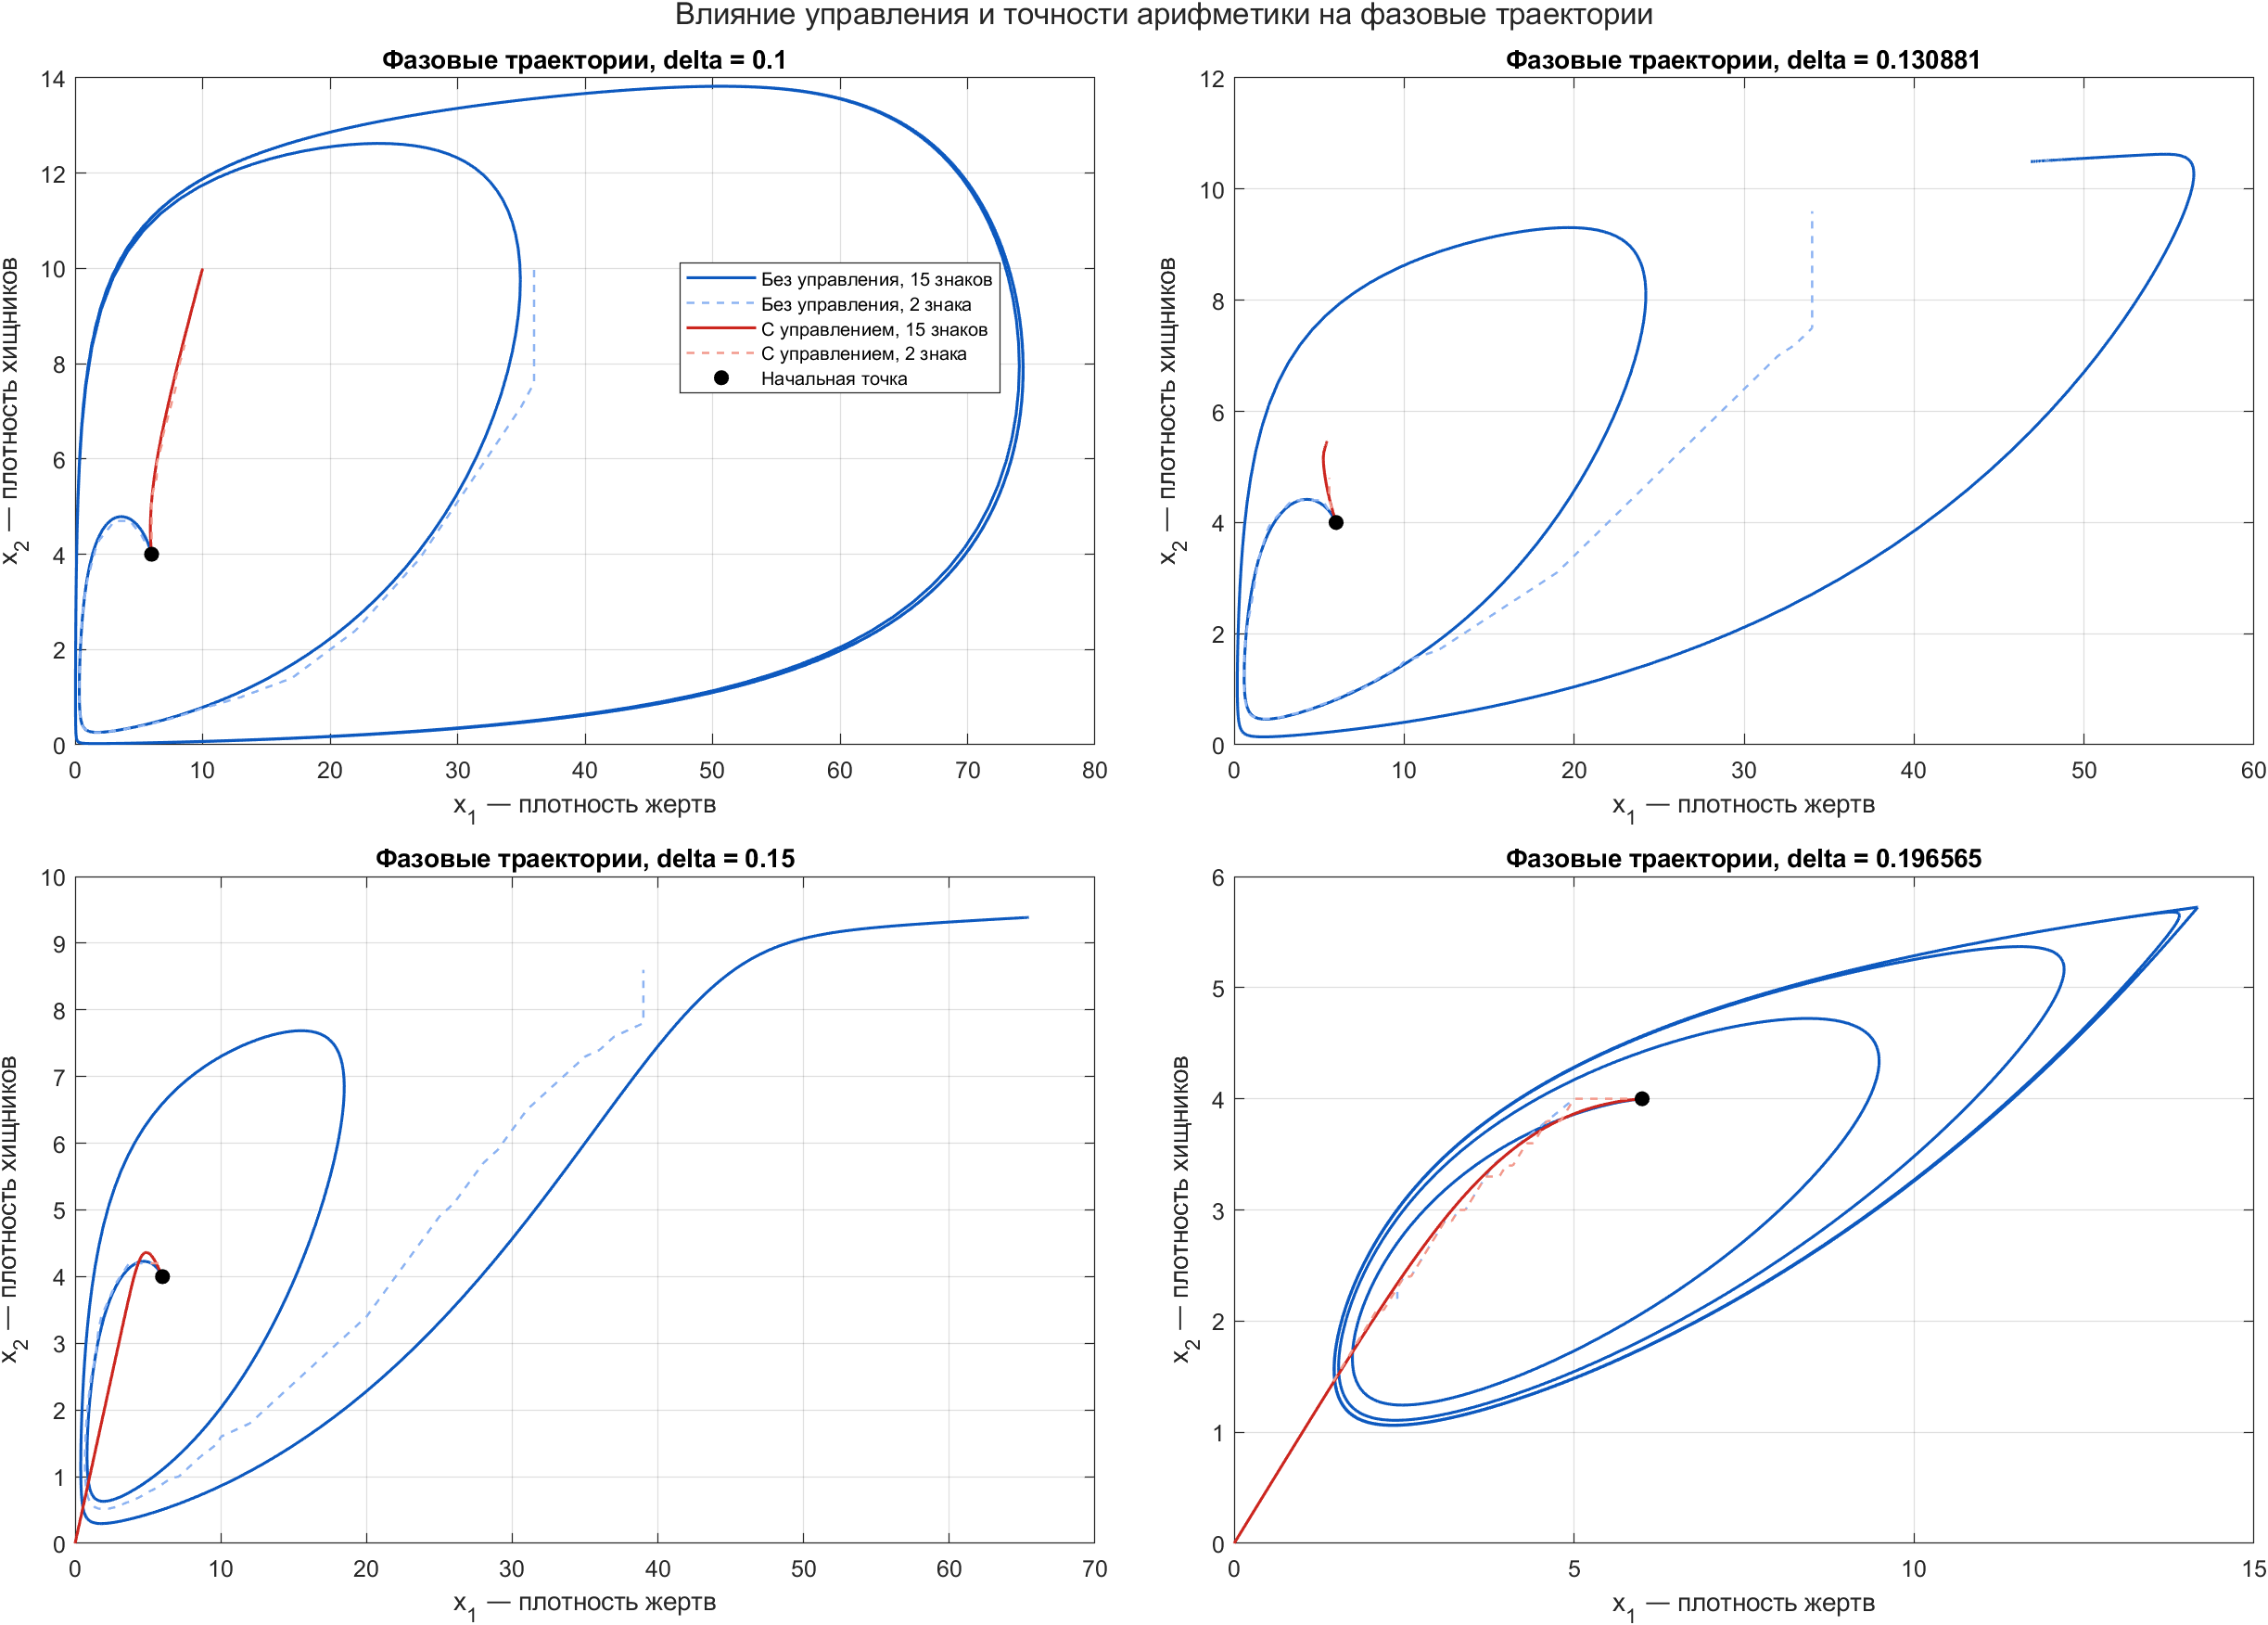 Влияние управления и точности арифметики на фазовые траектории
Фазовые траектории, delta = 0.1
14
12
10
8
6
4
2
0
0 10 20 30 40 50 60 70 80
x₂ — плотность хищников
x₁ — плотность жертв
Без управления, 15 знаков
Без управления, 2 знака
С управлением, 15 знаков
С управлением, 2 знака
Начальная точка
Фазовые траектории, delta = 0.130881
12
10
8
6
4
2
0
0 10 20 30 40 50 60
x₂ — плотность хищников
x₁ — плотность жертв
Фазовые траектории, delta = 0.15
10
9
8
7
6
5
4
3
2
1
0
0 10 20 30 40 50 60 70
x₂ — плотность хищников
x₁ — плотность жертв
Фазовые траектории, delta = 0.196565
6
5
4
3
2
1
0
0 5 10 15
x₂ — плотность хищников
x₁ — плотность жертв